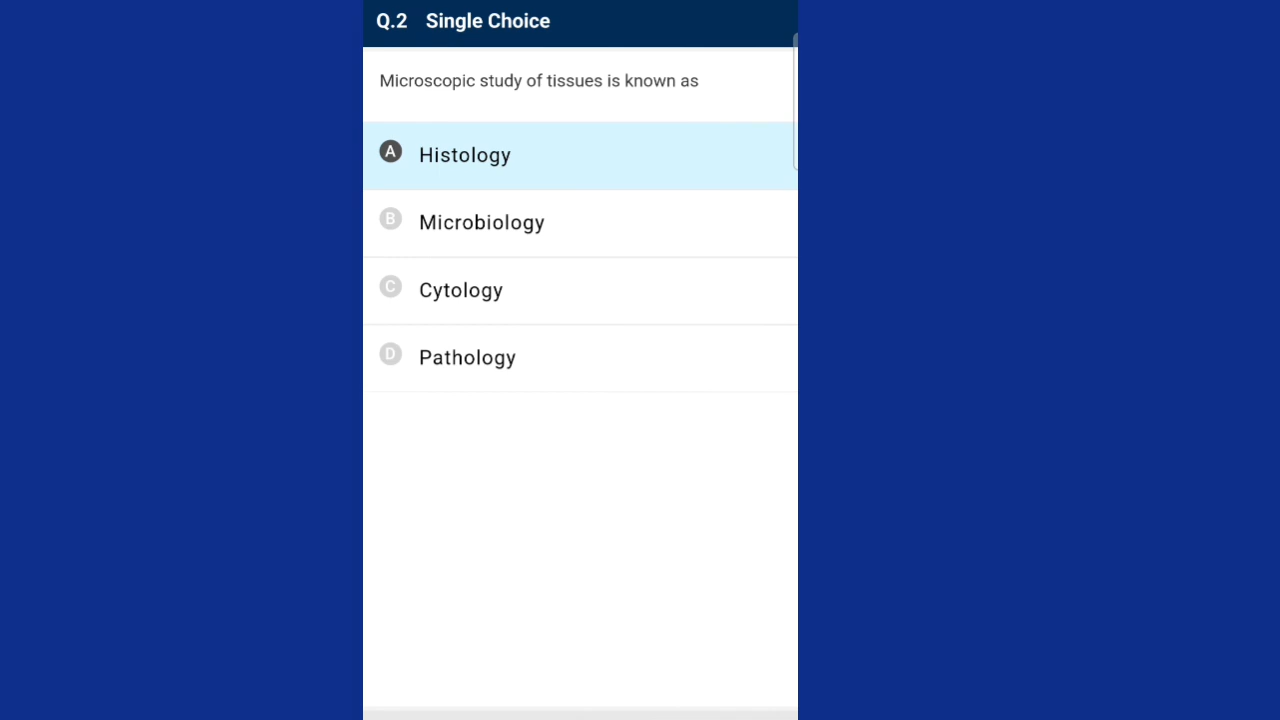 Q.2 Single Choice
Microscopic study of tissues is known as
A Histology
B Microbiology
C Cytology
D Pathology